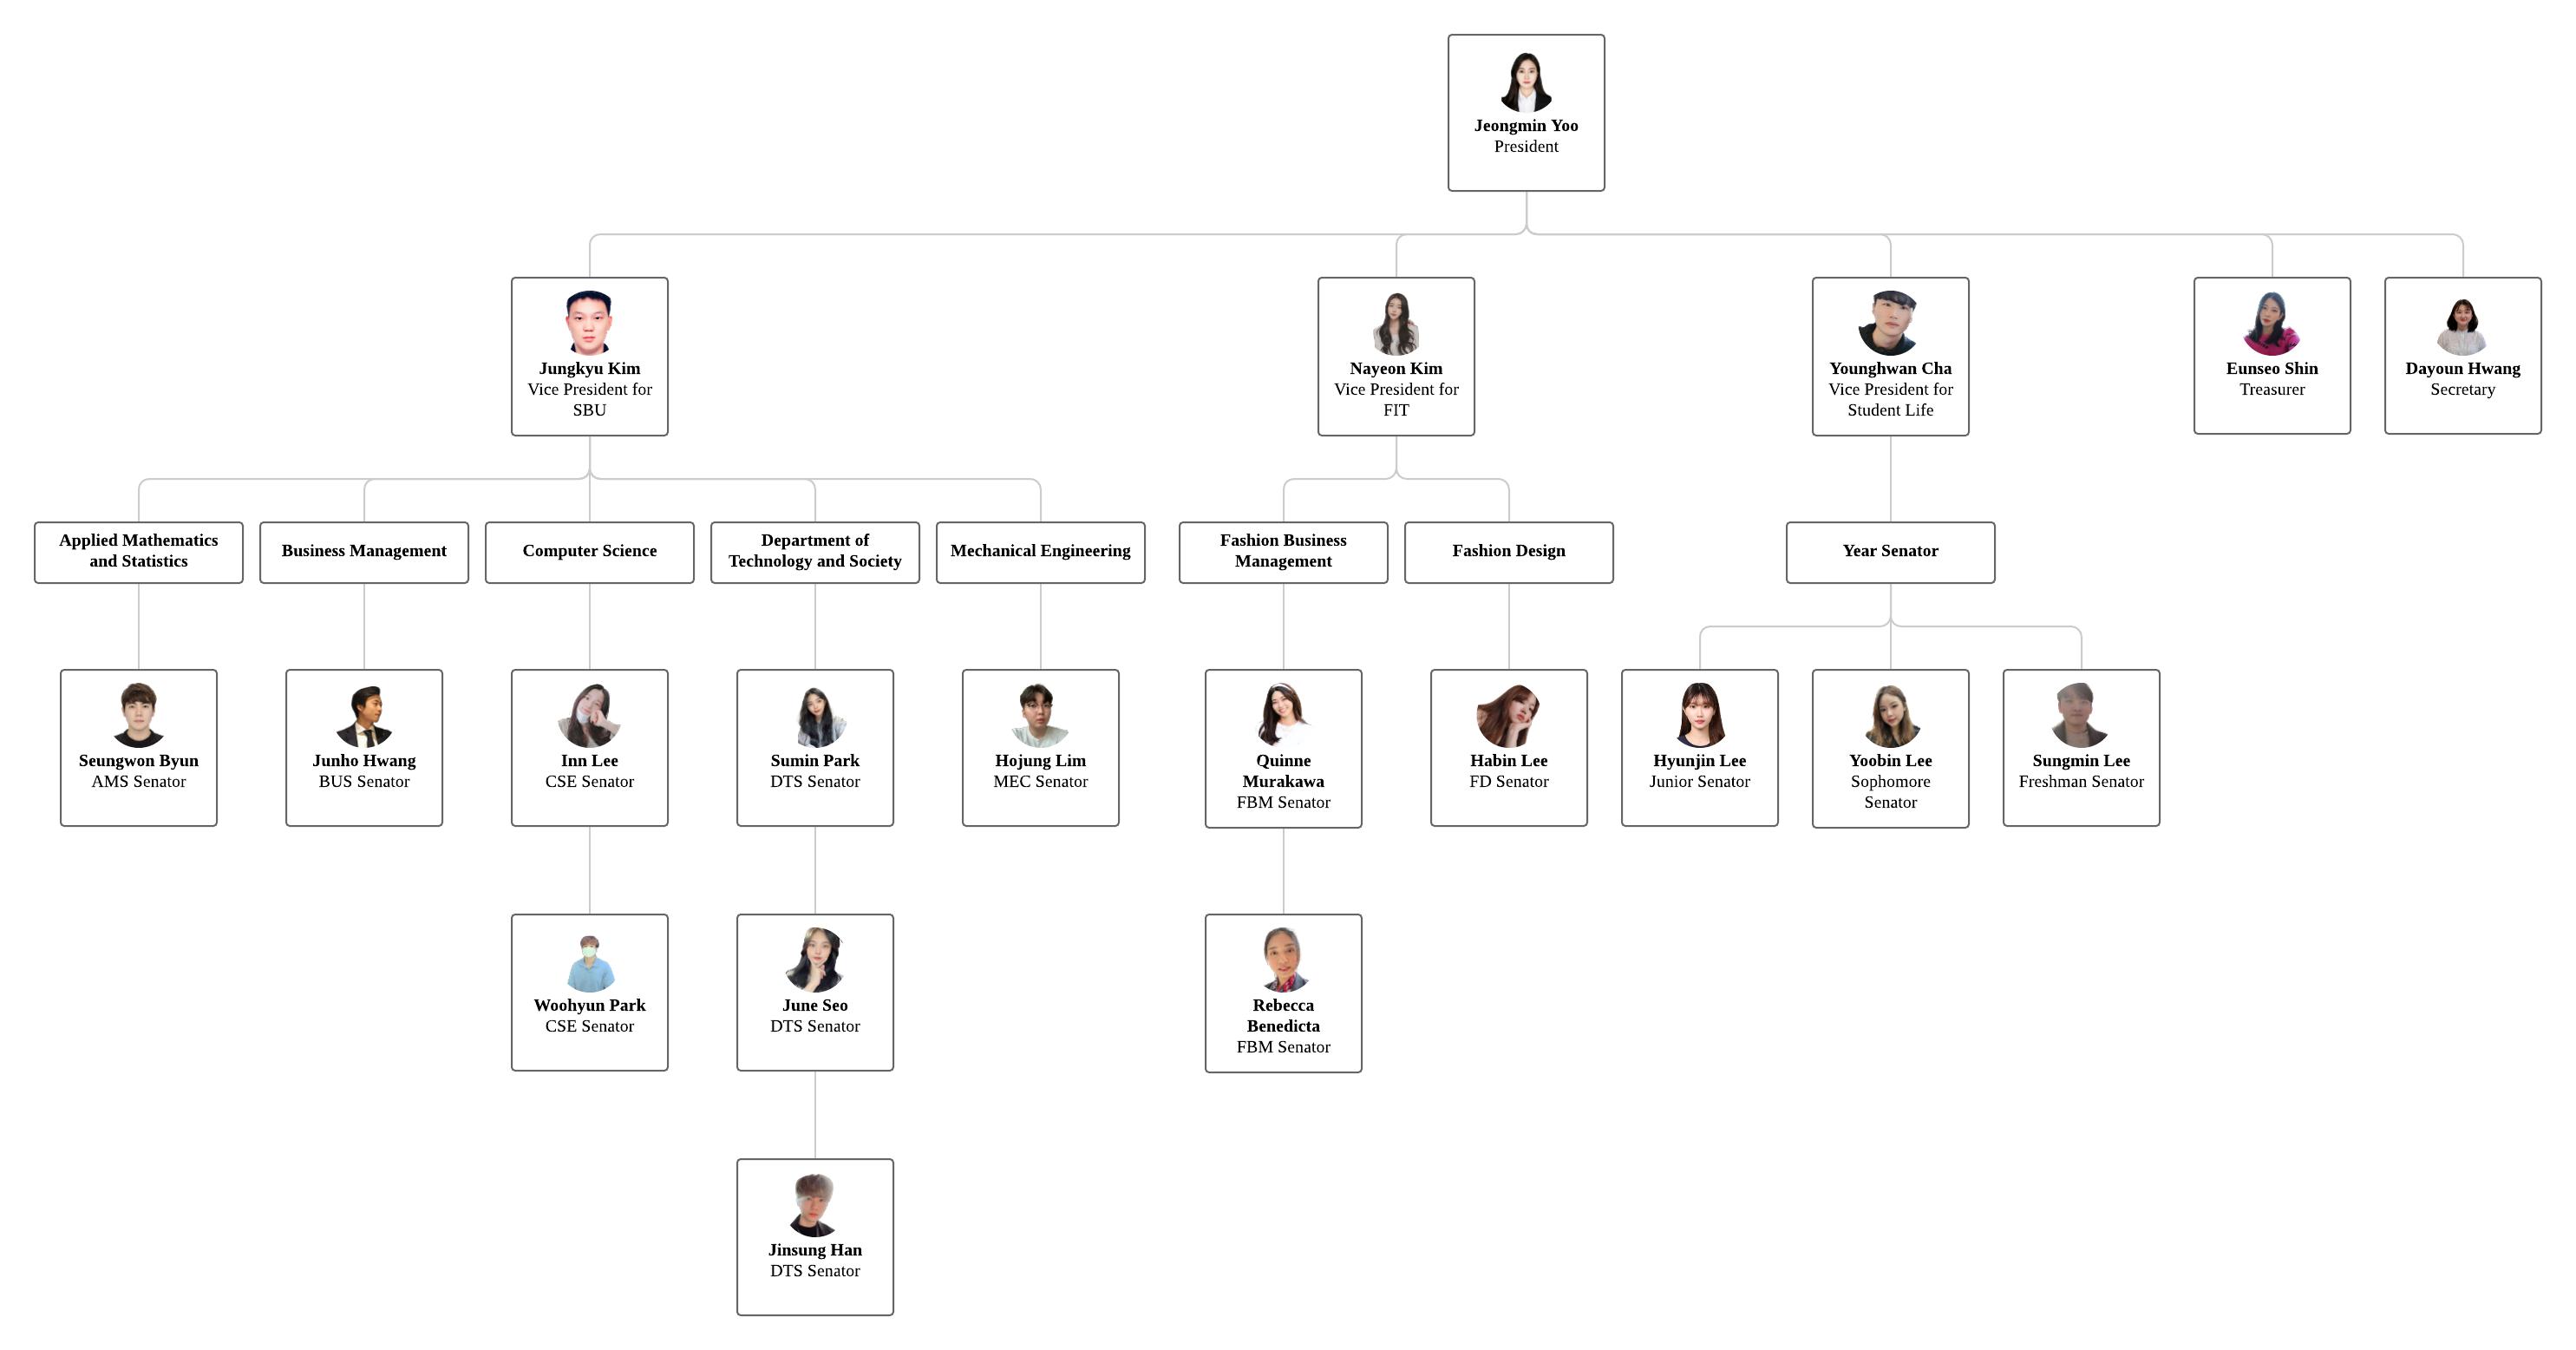 Jeongmin Yoo
President
Jungkyu Kim
Vice President for
SBU
Nayeon Kim
Vice President for
FIT
Younghwan Cha
Vice President for
Student Life
Eunseo Shin
Treasurer
Dayoun Hwang
Secretary
Applied Mathematics
and Statistics
Business Management
Computer Science
Department of
Technology and Society
Mechanical Engineering
Fashion Business
Management
Fashion Design
Year Senator
Seungwon Byun
AMS Senator
Junho Hwang
BUS Senator
Inn Lee
CSE Senator
Sumin Park
DTS Senator
Hojung Lim
MEC Senator
Quinne
Murakawa
FBM Senator
Habin Lee
FD Senator
Hyunjin Lee
Junior Senator
Yoobin Lee
Sophomore
Senator
Sungmin Lee
Freshman Senator
Woohyun Park
CSE Senator
June Seo
DTS Senator
Rebecca
Benedicta
FBM Senator
Jinsung Han
DTS Senator